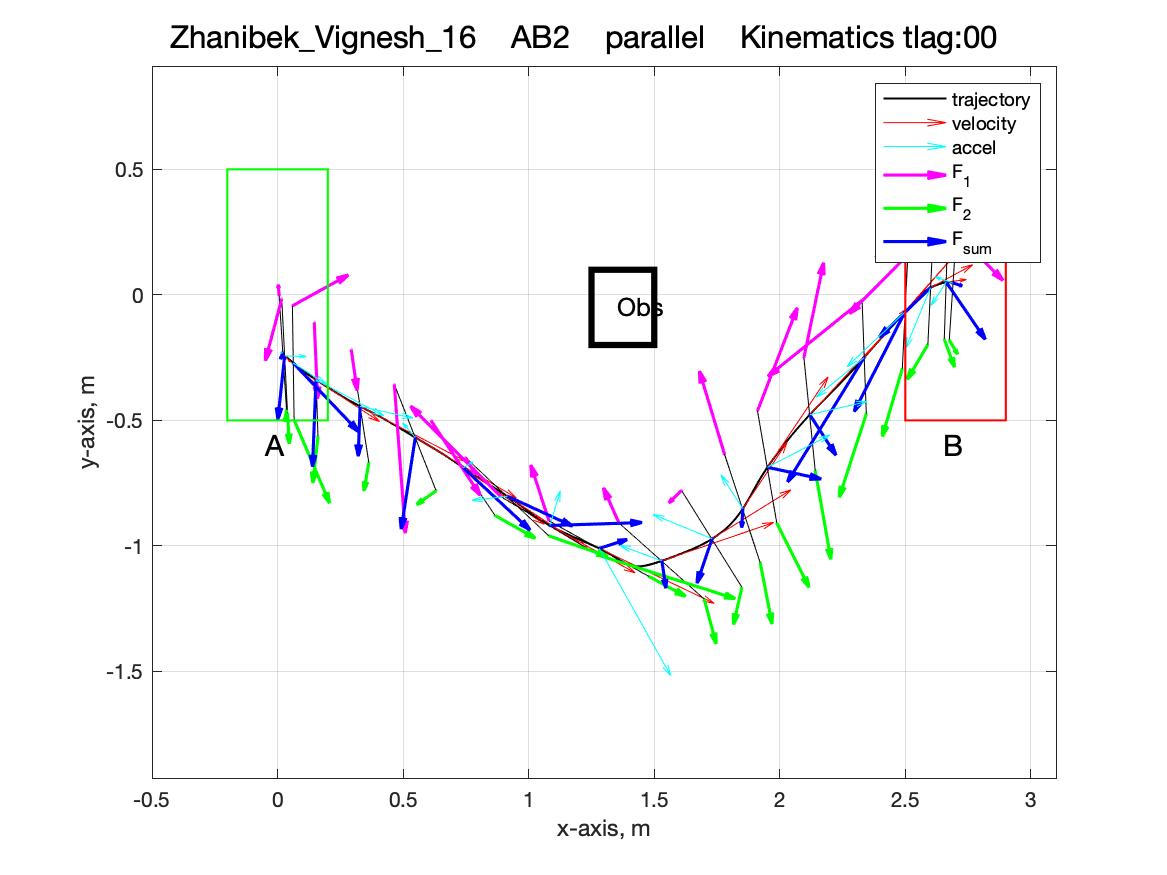 Zhanibek_Vignesh_16 AB2 parallel Kinematics tlag:00
trajectory
velocity
accel
F1
F2
Fsum
0.5
0
-0.5
-1
-1.5
y-axis, m
Obs
A
B
-0.5 0 0.5 1 1.5 2 2.5 3
x-axis, m